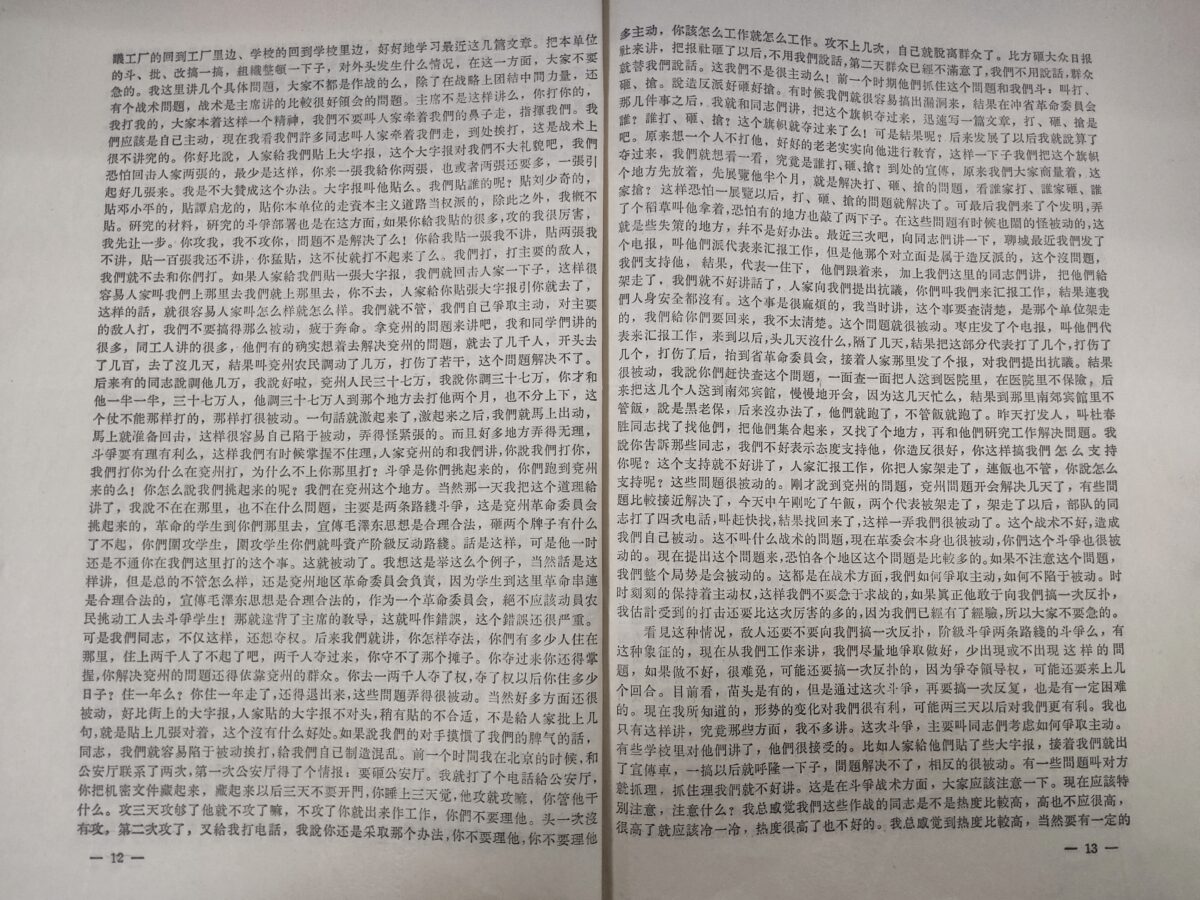 議工厂的回到工厂里边、学校的回到学校里边，好好地学习最近这几篇文章。把本单位
的斗、批、改搞一搞，組織整顿一下子，对外头发生什么情况，在这一方面，大家不要
急的。我这里讲几个具体問題，大家不都是作战的么，除了在战略上团結中間力量，还
有个战术問題，战术是主席讲的比較很好領会的問題。主席不是这样讲么，你打你的，
我打我的，大家本着这样一个精神，我們不要叫人家牵着我們的鼻子走，指揮我們。我
們应該是自己主动，現在我看我們許多同志叫人家牵着我們走，到处挨打，这是战术上
很不讲究的。你好比說，人家給我們貼上大字报，这个大字报对我們不大礼貌吧，我們
恐怕回击人家两張的，最少是这样，你来一張我給你两張，也或者两張还要多，一張引
起好几張来。我是不大赞成这个办法。大字报叫他貼么。我們貼誰的呢？貼刘少奇的，
貼邓小平的，貼譚启龙的，貼你本单位的走資本主义道路当权派的，除此之外，我概不
貼。研究的材料，研究的斗爭部署也是在这方面，如果你給我貼的很多，攻的我很厉害，
我先让一步。你攻我，我不攻你，問題不是解决了么！你給我貼一張我不讲，貼两張我
不讲，貼一百張我还不讲，你猛貼，这不仗就打不起来了么。我們打，打主要的敌人，
我們就不去和你們打。如果人家給我們貼一張大字报，我們就回击人家一下子，这样很
容易人家叫我們上那里去我們就上那里去，你不去，人家給你貼張大字报引你就去了，
这样的話，就很容易人家叫怎么样就怎么样。我們就不管，我們自己爭取主动，对主要
的敌人打，我們不要搞得那么被动，疲于奔命。拿兗州的問題来讲吧，我和同学們讲的
很多，同工人讲的很多，他們有的确实想着去解决兗州的問題，就去了几千人，开头去
了几百，去了沒几天，結果叫兗州农民調动了几万，打伤了若干，这个問題解决不了。
后来有的同志說調他几万，我說好啦，兗州人民三十七万，我說你調三十七万，你才和
他一半一半，三十七万人，他調三十七万人到那个地方去打他两个月，也不分上下，这
个仗不能那样打的，那样打很被动。一句話就激起来了，激起来之后，我們就馬上出动，
馬上就准备回击，这样很容易自己陷于被动，弄得怪緊張的。而且好多地方弄得无理，
斗爭要有理有利么，这样我們有时候掌握不住理，人家兗州的和我們讲，你說我們打你，
我們打你为什么在兗州打，为什么不上你那里打？斗爭是你們挑起来的，你們跑到兗州
来的么！你怎么說我們挑起来的呢？我們在兗州这个地方。当然那一天我把这个道理給
讲了，我說不在在那里，也不在什么問題，主要是两条路綫斗爭，这是兗州革命委員会
挑起来的，革命的学生到你們那里去，宣傳毛澤东思想是合理合法，砸两个牌子有什么
了不起，你們圍攻学生，圍攻学生你們就叫資产阶級反动路綫。話是这样，可是他一时
还是不通你在我們这里打的这个事。这就被动了。我想这是举这么个例子，当然話是这
样讲，但是总的不管怎么样，还是兗州地区革命委員会負責，因为学生到这里革命串連
是合理合法的，宣傳毛澤东思想是合理合法的，作为一个革命委員会，絕不应該动員农
民挑动工人去斗爭学生！那就違背了主席的敎导，这就叫作錯誤，这个錯誤还很严重。
可是我們同志，不仅这样，还想夺权。后来我們就讲，你怎样夺法，你們有多少人住在
那里，住上两千人了不起了吧，两千人夺过来，你守不了那个摊子。你夺过来你还得掌
握，你解决兗州的問題还得依靠兗州的群众。你去一两千人夺了权，夺了权以后你住多少
日子？住一年么？你住一年走了，还得退出来，这些問題弄得很被动。当然好多方面还很
被动，好比街上的大字报，人家貼的大字报不对头，稍有貼的不合适，不是給人家批上几
句，就是貼上几張对着，这个沒有什么好处。如果說我們的对手摸慣了我們的脾气的話，
同志，我們就容易陷于被动挨打，給我們自己制造混乱。前一个时間我在北京的时候，和
公安厅联系了两次，第一次公安厅得了个情报：要砸公安厅。我就打了个电話給公安厅，
你把机密文件藏起来，藏起来以后三天不要开門，你睡上三天觉，他攻就攻嘛，你管他干
什么。攻三天攻够了他就不攻了嘛，不攻了你就出来作工作，你們不要理他。头一次沒
有攻。第二次攻了，又給我打电話，我說你还是采取那个办法，你不要理他，你不要理他
— 12 —
多主动，你該怎么工作就怎么工作。攻不上几次，自己就脱离群众了。比方砸大众日报
社来讲，把报社砸了以后，不用我們說話，第二天群众已經不滿意了，我們不用說話，群众
就替我們說話。这我們不是很主动么！前一个时期他們抓住这个問題和我們斗：叫打、
砸、搶。說造反派好砸好搶。有时候我們就很容易搞出漏洞来，結果在冲省革命委員会
那几件事之后，我就和同志們讲，把这个旗幟夺过来，迅速写一篇文章，打、砸、搶是
誰？誰打、砸、搶？这个旗幟就夺过来了么！可是結果呢？后来发展了以后我就說算了
吧。原来想一个人不打他，好好的老老实实向他进行敎育，这样一下子我們把这个旗幟
夺过来，我們就想看一看，究竟是誰打、砸、搶？到处的宣傳，原来我們大家商量着，这
个地方先放着，先展覽他半个月，就是解决打、砸、搶的問題，看誰家打、誰家砸、誰
家搶？这样恐怕一展覽以后，打、砸、搶的問題就解决了。可最后我們来了个发明，弄
了个稻草叫他拿着，恐怕有的地方也敲了两下子。在这些問題有时候也閙的怪被动的，这
就是些失策的地方，幷不是好办法。最近三次吧，向同志們讲一下，聊城最近我們发了
个电报，叫他們派代表来汇报工作，但是他那个对立面是属于造反派的，这个沒問題，
我們支持他，結果，代表一住下，他們跟着来，加上我們这里的同志們讲，把他們給
架走了，我們就不好讲話了，人家向我們提出抗議，你們叫我們来汇报工作，結果連我
們人身安全都沒有。这个事是很麻煩的，我当时讲，这个事要查清楚，是那个单位架走
的，我們給你們要回来，我不太清楚。这个問題就很被动。枣庄发了个电报，叫他們代
表来汇报工作，来到以后，头几天沒什么，隔了几天，結果把这部分代表打了几个，打伤了
几个，打伤了后，抬到省革命委員会，接着人家那里发了个报，对我們提出抗議。結果
很被动，我說你們赶快查这个問題，一面查一面把人送到医院里，在医院里不保險，后
来把这几个人送到南郊宾館，慢慢地开会，因为这几天忙么，結果到那里南郊宾館里不
管飯，說是黑老保，后来沒办法了，他們就跑了，不管飯就跑了。昨天打发人，叫杜春
胜同志找了找他們，把他們集合起来，又找了个地方，再和他們研究工作解决問題。我
說你告訴那些同志，我們不好表示态度支持他，你造反很好，你这样搞我們怎么支持
你呢？这个支持就不好讲了，人家汇报工作，你把人家架走了，連飯也不管，你說怎么
支持呢？这些問題很被动的。刚才說到兗州的問題，兗州問題开会解决几天了，有些問
題比較接近解决了，今天中午刚吃了午飯，两个代表被架走了，架走了以后，部队的同
志打了四次电話，叫赶快找，結果找回来了，这样一弄我們很被动了。这个战术不好，造成
我們自己被动。这不叫什么战术的問題，現在革委会本身也很被动，你們这个斗爭也很被
动的。現在提出这个問題来，恐怕各个地区这个問題是比較多的。如果不注意这个問題，
我們整个局勢是会被动的。这都是在战术方面，我們如何爭取主动，如何不陷于被动。时
时刻刻的保持着主动权，这样我們不要急于求战的，如果眞正他敢于向我們搞一次反扑，
我估計受到的打击还要比这次厉害的多的，因为我們已經有了經驗，所以大家不要急的。
看見这种情况，敌人还要不要向我們搞一次反扑，阶級斗爭两条路綫的斗爭么，有
这种象征的，現在从我們工作来讲，我們尽量地爭取做好，少出現或不出現这样的問
題，如果做不好，很难免，可能还要搞一次反扑的，因为爭夺領导权，可能还要来上几
个回合。目前看，苗头是有的，但是通过这次斗爭，再要搞一次反复，也是有一定困难
的。現在我所知道的，形势的变化对我們很有利，可能两三天以后对我們更有利。我也
只有这样讲，究竟那些方面，我不多讲。这次斗爭，主要叫同志們考虑如何爭取主动。
有些学校里对他們讲了，他們很接受的。比如人家給他們貼了些大字报，接着我們就出
了宣傳車，一搞以后就呼隆一下子，問題解决不了，相反的很被动。有一些問題叫对方
就抓理，抓住理我們就不好讲。这是在斗爭战术方面，大家应該注意一下。現在应該特
別注意，注意什么？我总感觉我們这些作战的同志是不是热度比較高，高也不应很高，
很高了就应該冷一冷，热度很高了也不好的。我总感觉到热度比較高，当然要有一定的
— 13 —